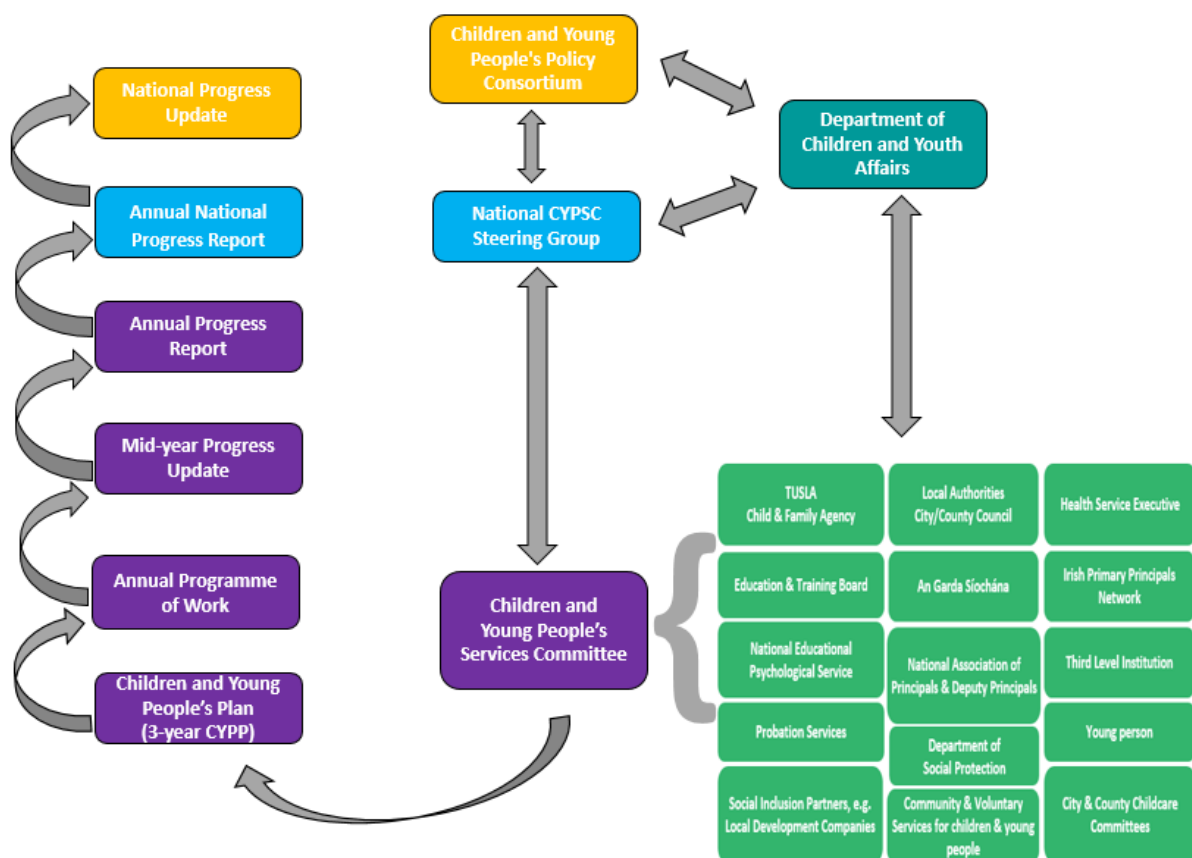 National Progress
Update
Annual National
Progress Report
Annual Progress
Report
Mid-year Progress
Update
Annual Programme
of Work
Children and Young
People's Plan
(3-year CYPP)
Children and Young
People's Policy
Consortium
National CYPSC
Steering Group
Department of
Children and Youth
Affairs
Children and
Young People's
Services Committee
TUSLA
Child & Family Agency
Local Authorities
City/County Council
Health Service Executive
Education & Training Board
An Garda Síochána
Irish Primary Principals
Network
National Educational
Psychological Service
National Association of
Principals & Deputy Principals
Third Level Institution
Probation Services
Department of
Social Protection
Young person
Social Inclusion Partners, e.g.
Local Development Companies
Community & Voluntary
Services for children & young
people
City & County Childcare
Committees